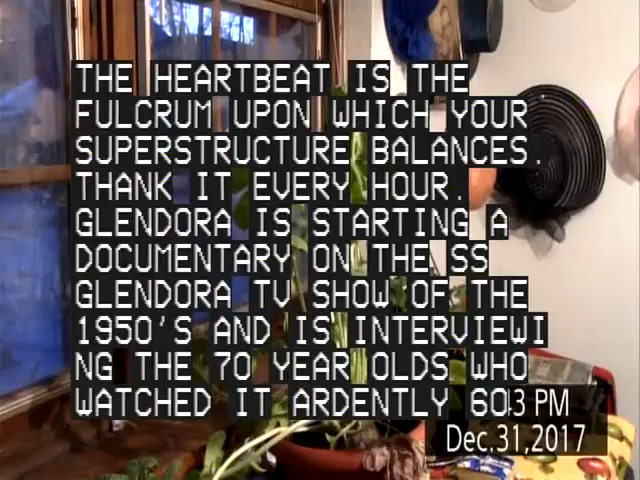 THE HEARTBEAT IS THE
FULCRUM UPON WHICH YOUR
SUPERSTRUCTURE BALANCES.
THANK IT EVERY HOUR.
GLENDORA IS STARTING A
DOCUMENTARY ON THE SS
GLENDORA TV SHOW OF THE
1950'S AND IS INTERVIEWI
NG THE 70 YEAR OLDS WHO
WATCHED IT ARDENTLY 60
3 PM
Dec.31,2017